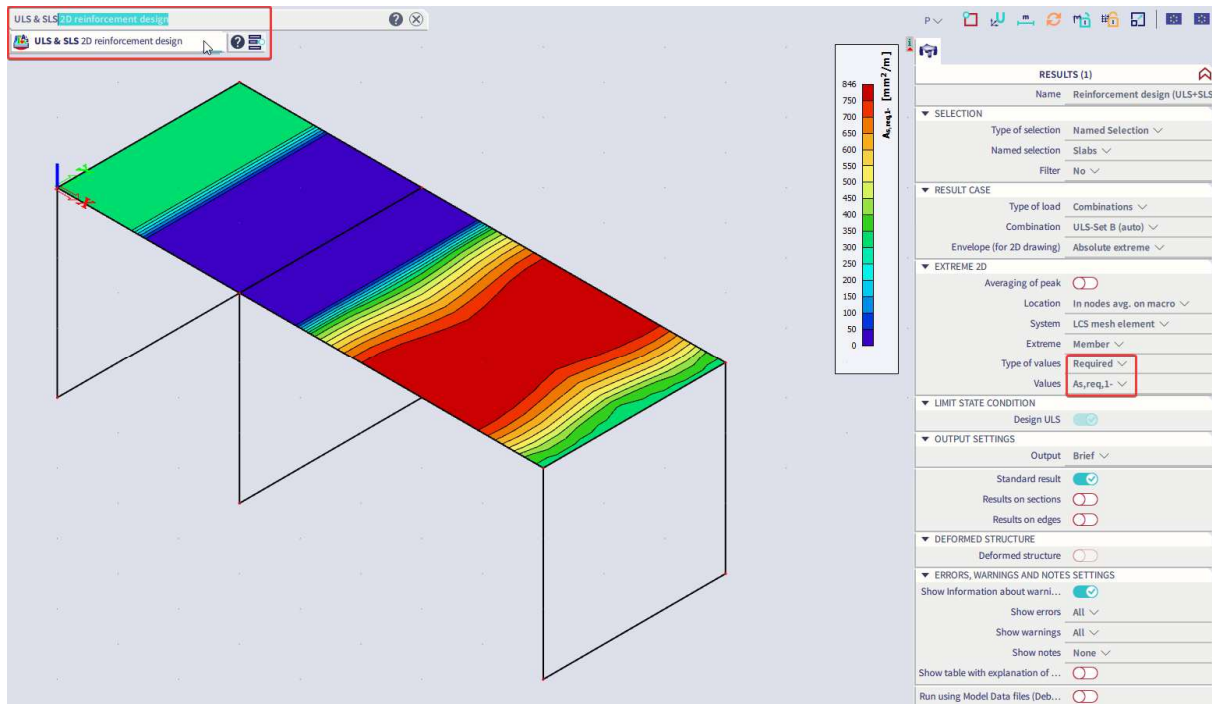 ULS & SLS 2D reinforcement design
ULS & SLS 2D reinforcement design
P
846
750
700
650
600
550
500
450
400
350
300
250
200
150
100
50
0
As,req,1- [mm²/m]
RESULTS (1)
Name Reinforcement design (ULS+SLS
SELECTION
Type of selection Named Selection
Named selection Slabs
Filter No
RESULT CASE
Type of load Combinations
Combination ULS-Set B (auto)
Envelope (for 2D drawing) Absolute extreme
EXTREME 2D
Averaging of peak
Location In nodes avg. on macro
System LCS mesh element
Extreme Member
Type of values Required
Values As,req,1-
LIMIT STATE CONDITION
Design ULS
OUTPUT SETTINGS
Output Brief
Standard result
Results on sections
Results on edges
DEFORMED STRUCTURE
Deformed structure
ERRORS, WARNINGS AND NOTES SETTINGS
Show Information about warni...
Show errors All
Show warnings All
Show notes None
Show table with explanation of ...
Run using Model Data files (Deb...